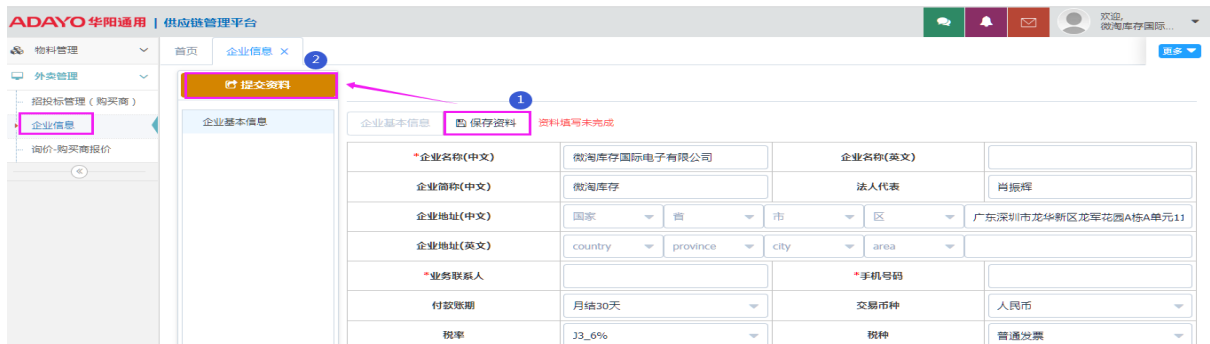 ADAYO 华阳通用 | 供应链管理平台
欢迎,
微淘库存国际...
物料管理
首页
企业信息 ×
更多
外卖管理
2
提交资料
招投标管理 ( 购买商 )
1
企业信息
企业基本信息
企业基本信息
保存资料
资料填写未完成
询价-购买商报价
*企业名称(中文)
微淘库存国际电子有限公司
企业名称(英文)
企业简称(中文)
微淘库存
法人代表
肖振辉
企业地址(中文)
国家
省
市
区
广东深圳市龙华新区龙军花园A栋A单元11
企业地址(英文)
country
province
city
area
*业务联系人
*手机号码
付款账期
月结30天
交易币种
人民币
税率
J3_6%
税种
普通发票